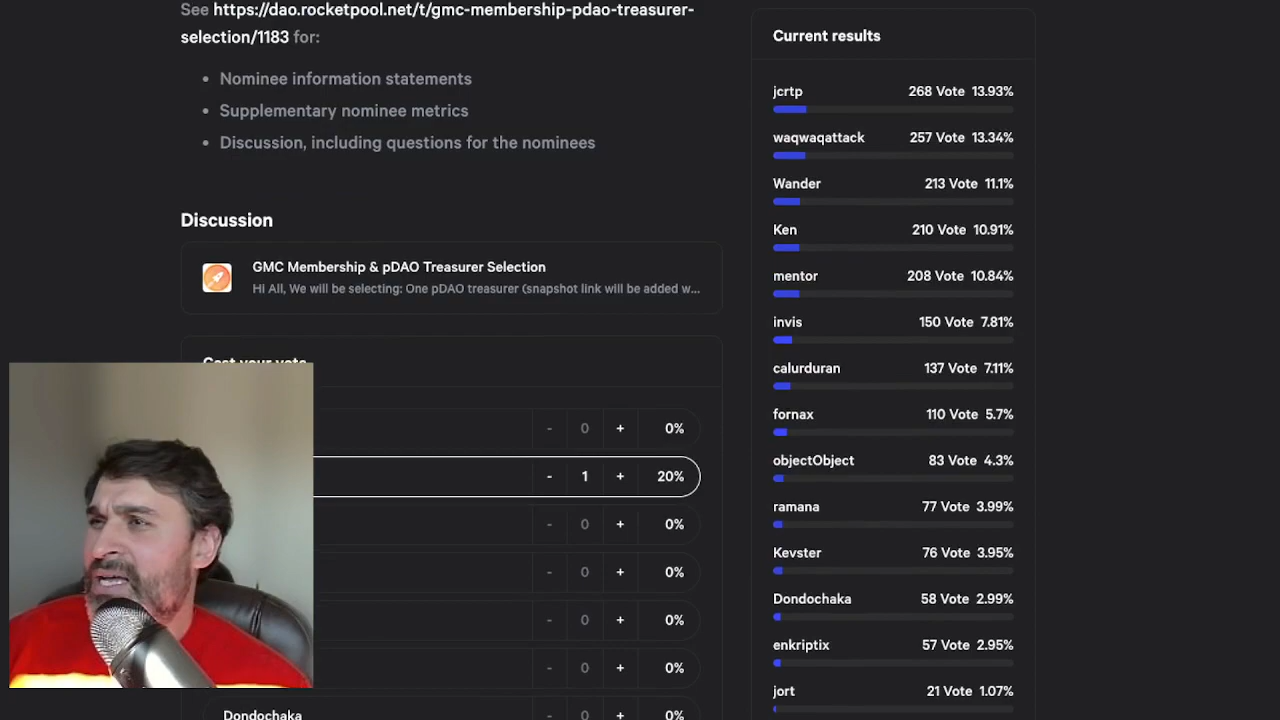 See https://dao.rocketpool.net/t/gmc-membership-pdao-treasurer-
selection/1183 for:
Nominee information statements
Supplementary nominee metrics
Discussion, including questions for the nominees
Discussion
GMC Membership & pDAO Treasurer Selection
Hi All, We will be selecting: One pDAO treasurer (snapshot link will be added w...
Cast your vote
- 0 + 0%
- 1 + 20%
- 0 + 0%
- 0 + 0%
- 0 + 0%
- 0 + 0%
Dondochaka - 0 + 0%
Current results
jcrtp 268 Vote 13.93%
waqwaqattack 257 Vote 13.34%
Wander 213 Vote 11.1%
Ken 210 Vote 10.91%
mentor 208 Vote 10.84%
invis 150 Vote 7.81%
calurduran 137 Vote 7.11%
fornax 110 Vote 5.7%
objectObject 83 Vote 4.3%
ramana 77 Vote 3.99%
Kevster 76 Vote 3.95%
Dondochaka 58 Vote 2.99%
enkriptix 57 Vote 2.95%
jort 21 Vote 1.07%